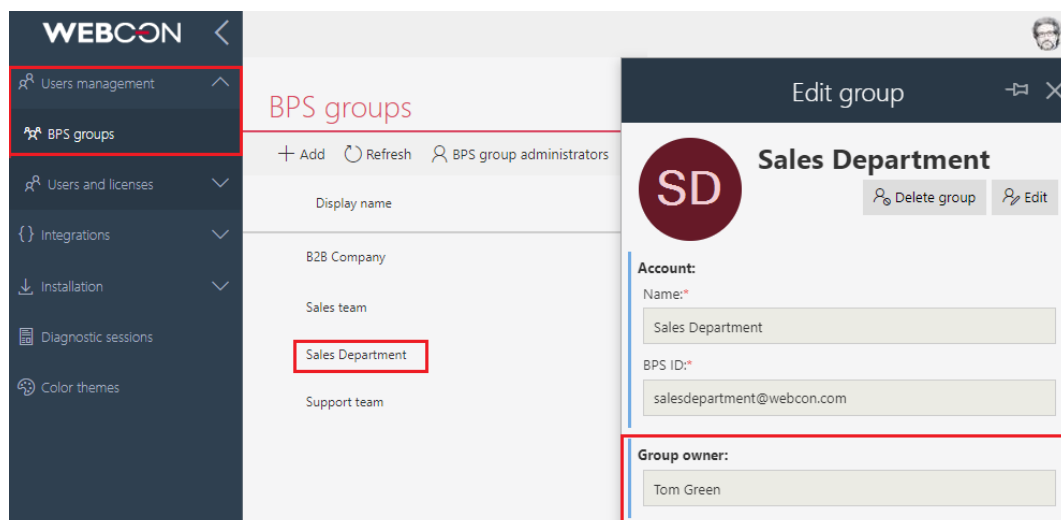 WEBCON
Users management
BPS groups
Users and licenses
Integrations
Installation
Diagnostic sessions
Color themes
BPS groups
Add Refresh BPS group administrators
Display name
B2B Company
Sales team
Sales Department
Support team
Edit group
SD
Sales Department
Delete group Edit
Account:
Name:*
Sales Department
BPS ID:*
salesdepartment@webcon.com
Group owner:
Tom Green